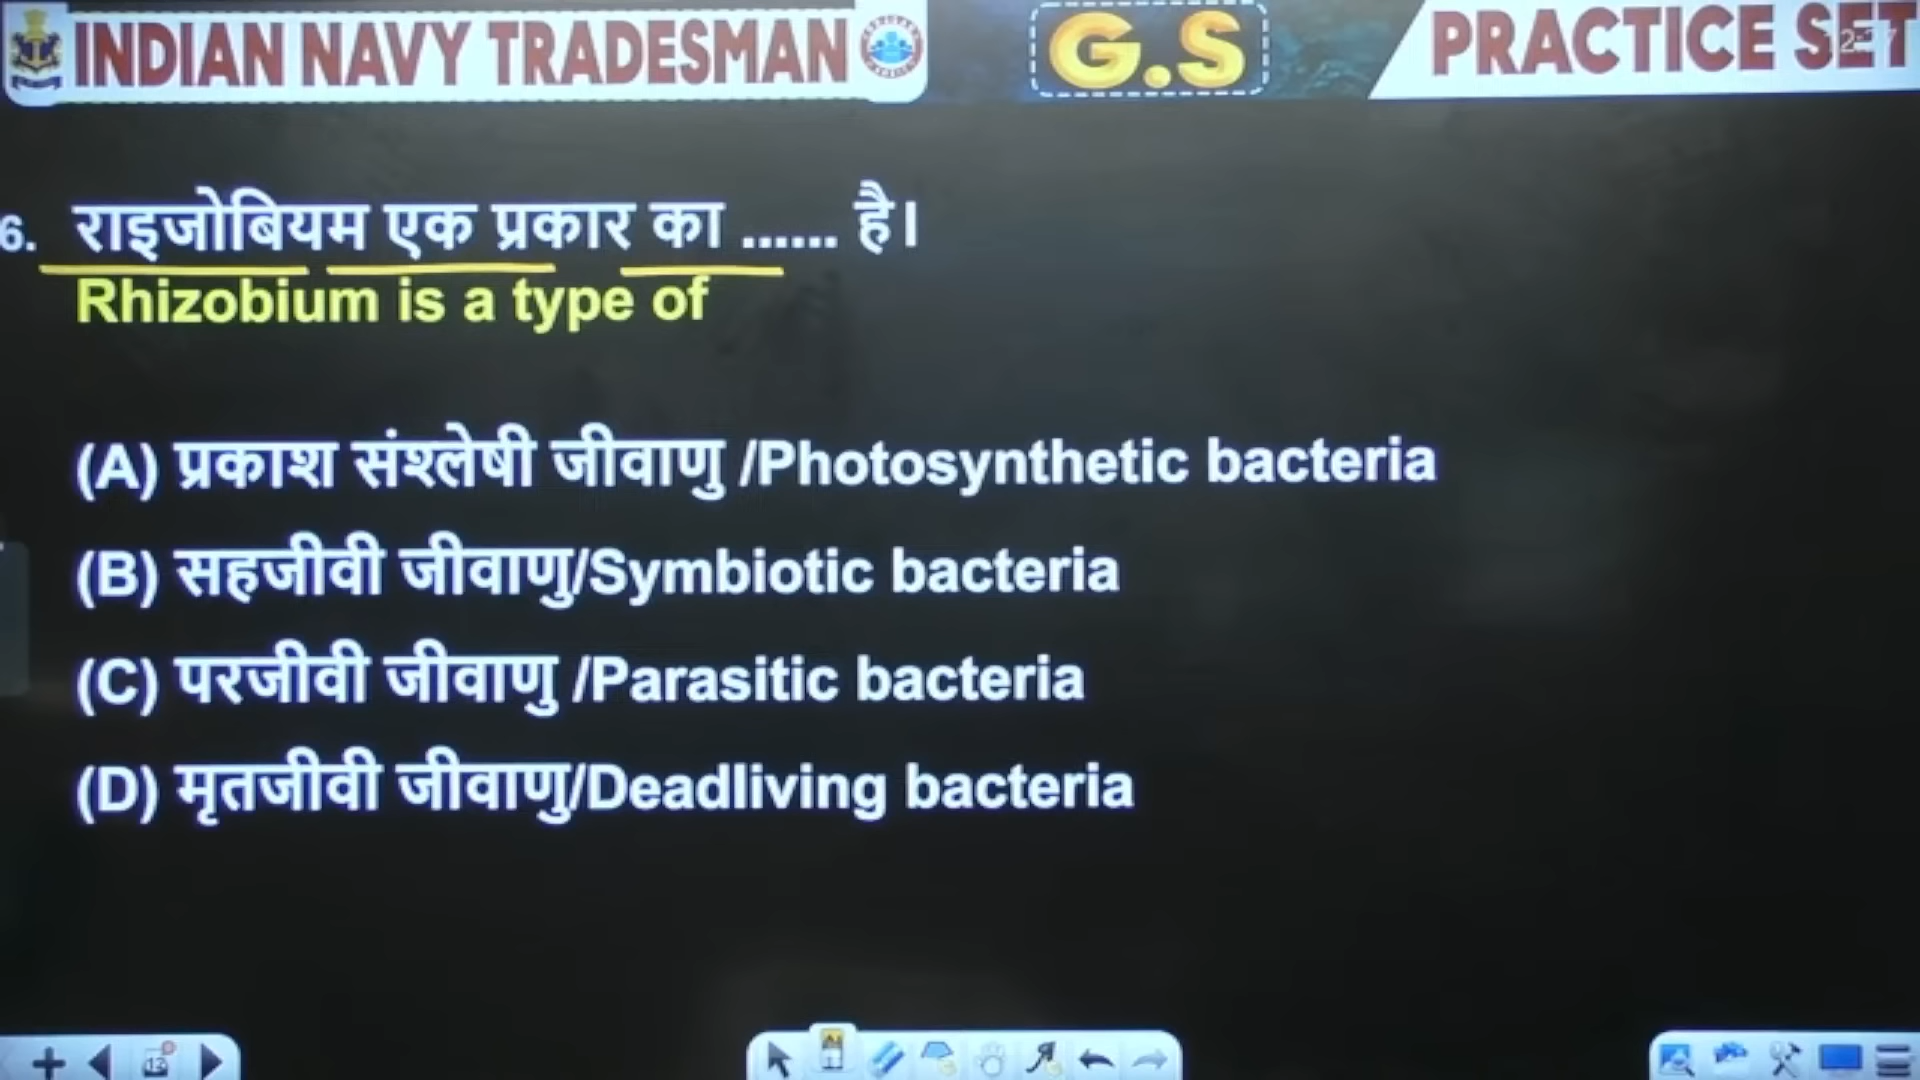 INDIAN NAVY TRADESMAN G.S PRACTICE SET
6. राइजोबियम एक प्रकार का ...... है।
Rhizobium is a type of
(A) प्रकाश संश्लेषी जीवाणु /Photosynthetic bacteria
(B) सहजीवी जीवाणु/Symbiotic bacteria
(C) परजीवी जीवाणु /Parasitic bacteria
(D) मृतजीवी जीवाणु/Deadliving bacteria